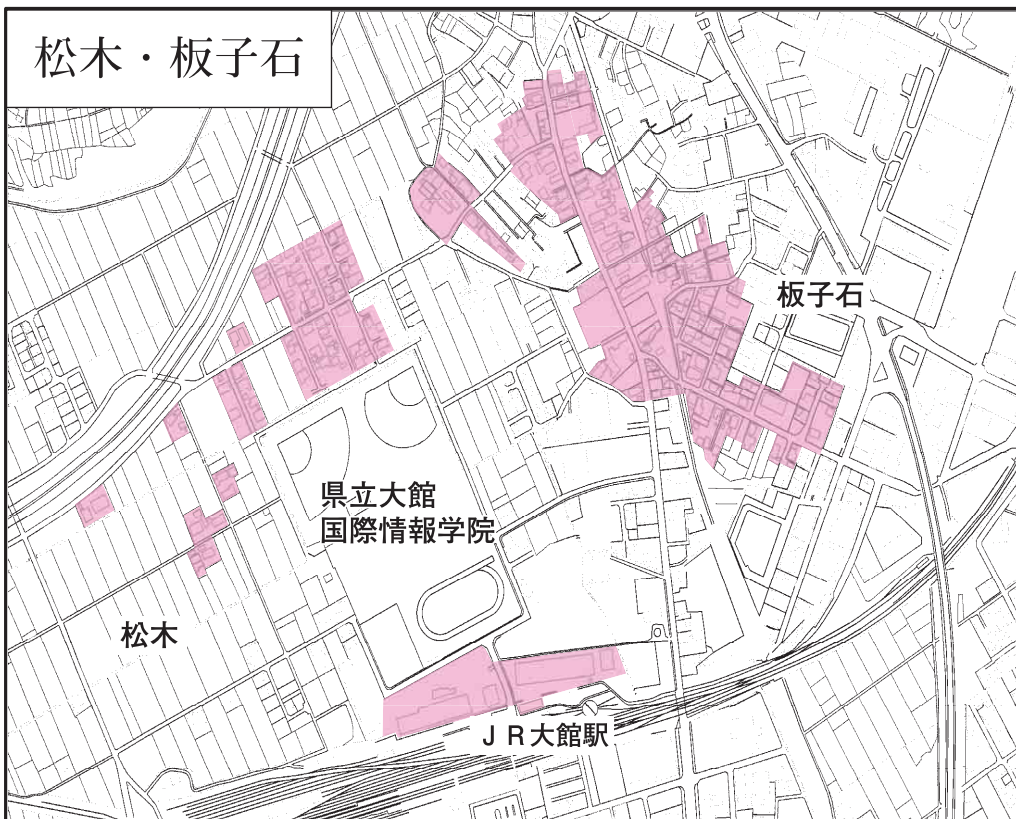 松木・板子石
板子石
県立大館
国際情報学院
松木
ＪＲ大館駅